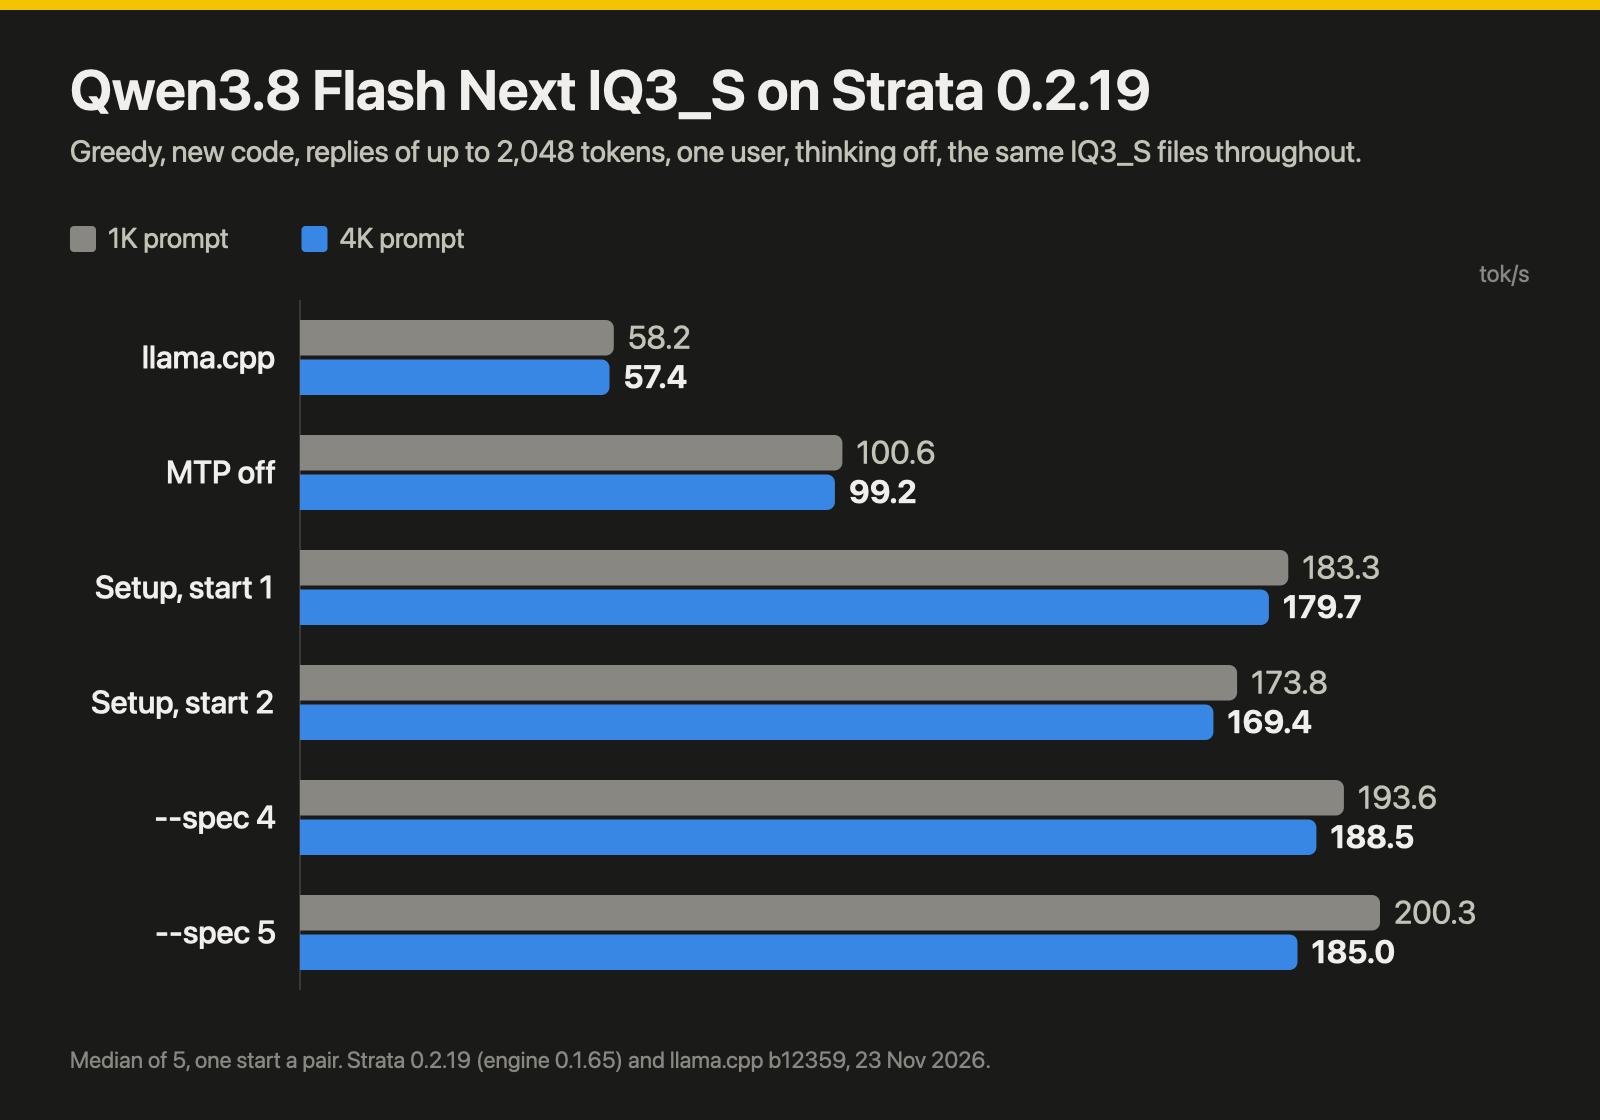 Qwen3.8 Flash Next IQ3_S on Strata 0.2.19
Greedy, new code, replies of up to 2,048 tokens, one user, thinking off, the same IQ3_S files throughout.
1K prompt
4K prompt
tok/s
llama.cpp
58.2
57.4
MTP off
100.6
99.2
Setup, start 1
183.3
179.7
Setup, start 2
173.8
169.4
--spec 4
193.6
188.5
--spec 5
200.3
185.0
Median of 5, one start a pair. Strata 0.2.19 (engine 0.1.65) and llama.cpp b12359, 23 Nov 2026.